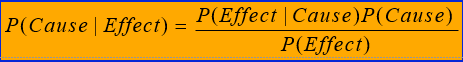 P(Cause | Effect) = P(Effect | Cause)P(Cause) / P(Effect)